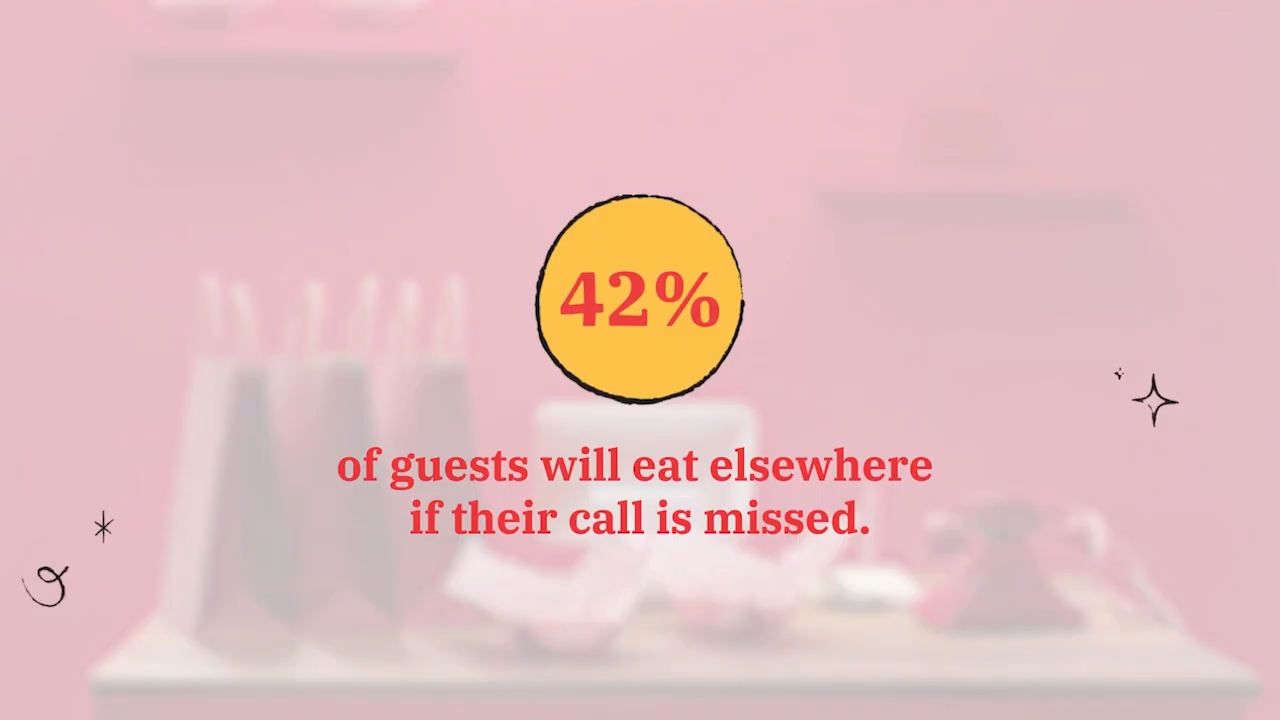 42%
of guests will eat elsewhere
if their call is missed.